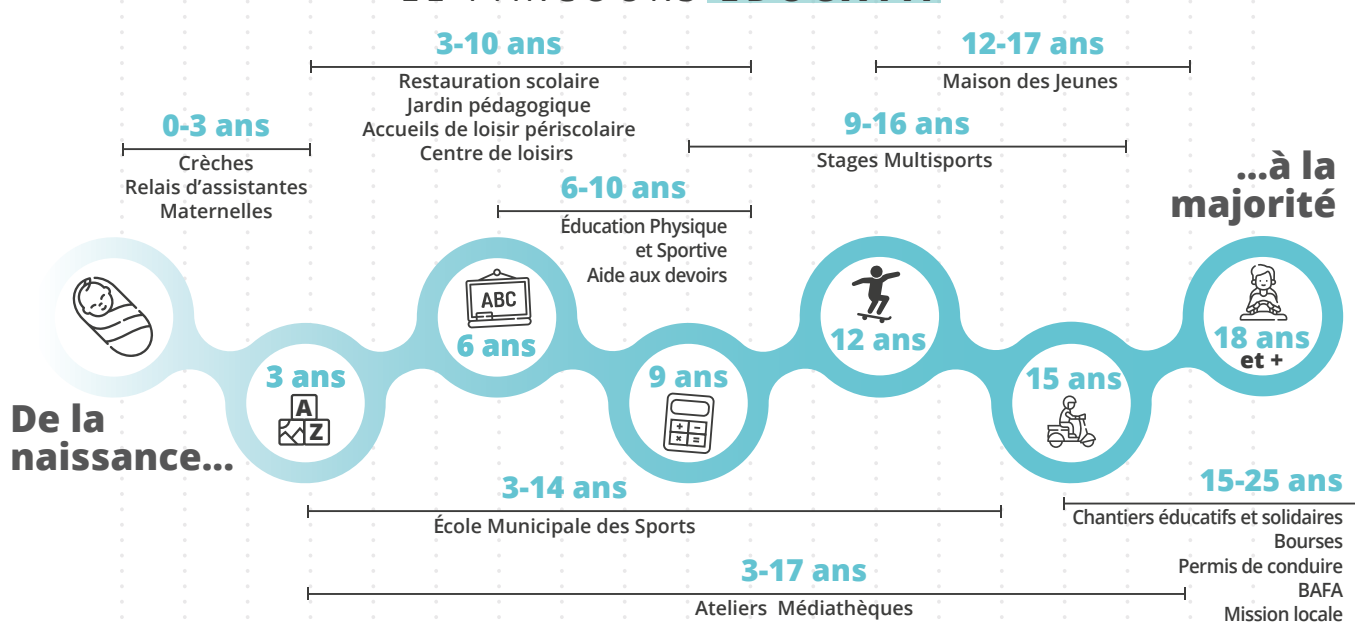 3-10 ans
Restauration scolaire
Jardin pédagogique
Accueils de loisir périscolaire
Centre de loisirs
12-17 ans
Maison des Jeunes
0-3 ans
Crèches
Relais d’assistantes
Maternelles
9-16 ans
Stages Multisports
6-10 ans
Éducation Physique
et Sportive
Aide aux devoirs
...à la
majorité
De la
naissance...
3 ans
A
Z
ABC
6 ans
9 ans
12 ans
15 ans
18 ans
et +
3-14 ans
École Municipale des Sports
3-17 ans
Ateliers Médiathèques
15-25 ans
Chantiers éducatifs et solidaires
Bourses
Permis de conduire
BAFA
Mission locale